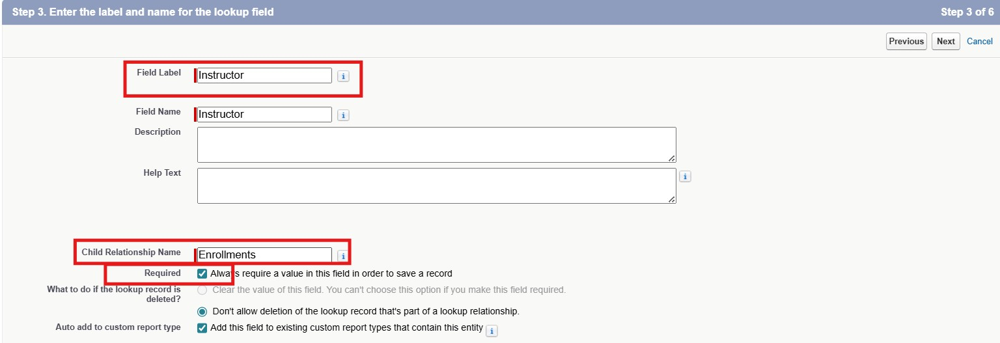 Step 3. Enter the label and name for the lookup field
Step 3 of 6
Previous Next Cancel
Field Label Instructor i
Field Name Instructor i
Description
Help Text i
Child Relationship Name Enrollments i
Required Always require a value in this field in order to save a record
What to do if the lookup record is
deleted?
Clear the value of this field. You can't choose this option if you make this field required.
Don't allow deletion of the lookup record that's part of a lookup relationship.
Auto add to custom report type Add this field to existing custom report types that contain this entity i